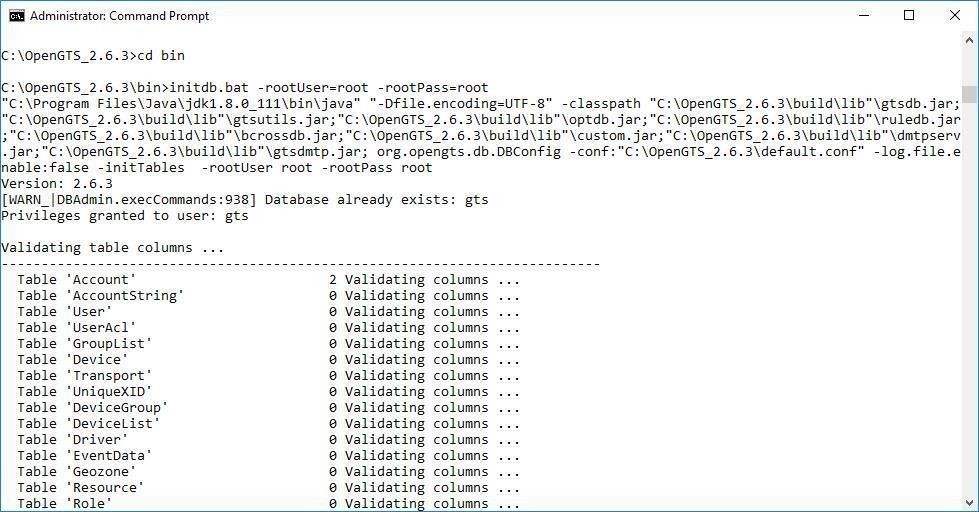 Administrator: Command Prompt
C:\OpenGTS_2.6.3>cd bin
C:\OpenGTS_2.6.3\bin>initdb.bat -rootUser=root -rootPass=root
"C:\Program Files\Java\jdk1.8.0_111\bin\java" "-Dfile.encoding=UTF-8" -classpath "C:\OpenGTS_2.6.3\build\lib"\gtsdb.jar;
"C:\OpenGTS_2.6.3\build\lib"\gtsutils.jar;"C:\OpenGTS_2.6.3\build\lib"\optdb.jar;"C:\OpenGTS_2.6.3\build\lib"\ruledb.jar
;"C:\OpenGTS_2.6.3\build\lib"\bcrossdb.jar;"C:\OpenGTS_2.6.3\build\lib"\custom.jar;"C:\OpenGTS_2.6.3\build\lib"\dmtpserv
.jar;"C:\OpenGTS_2.6.3\build\lib"\gtsdmtp.jar; org.opengts.db.DBConfig -conf:"C:\OpenGTS_2.6.3\default.conf" -log.file.e
nable:false -initTables  -rootUser root -rootPass root
Version: 2.6.3
[WARN_|DBAdmin.execCommands:938] Database already exists: gts
Privileges granted to user: gts
Validating table columns ...
---------------------------------------------------------------------------
Table 'Account' 2 Validating columns ...
Table 'AccountString' 0 Validating columns ...
Table 'User' 0 Validating columns ...
Table 'UserAcl' 0 Validating columns ...
Table 'GroupList' 0 Validating columns ...
Table 'Device' 0 Validating columns ...
Table 'Transport' 0 Validating columns ...
Table 'UniqueXID' 0 Validating columns ...
Table 'DeviceGroup' 0 Validating columns ...
Table 'DeviceList' 0 Validating columns ...
Table 'Driver' 0 Validating columns ...
Table 'EventData' 0 Validating columns ...
Table 'Geozone' 0 Validating columns ...
Table 'Resource' 0 Validating columns ...
Table 'Role' 0 Validating columns ...